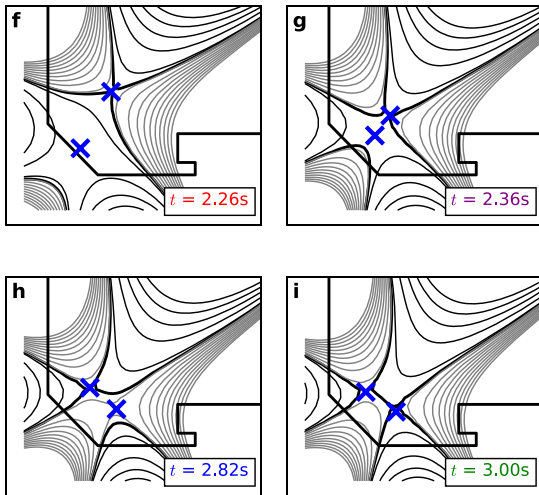 f
t = 2.26s
g
t = 2.36s
h
t = 2.82s
i
t = 3.00s